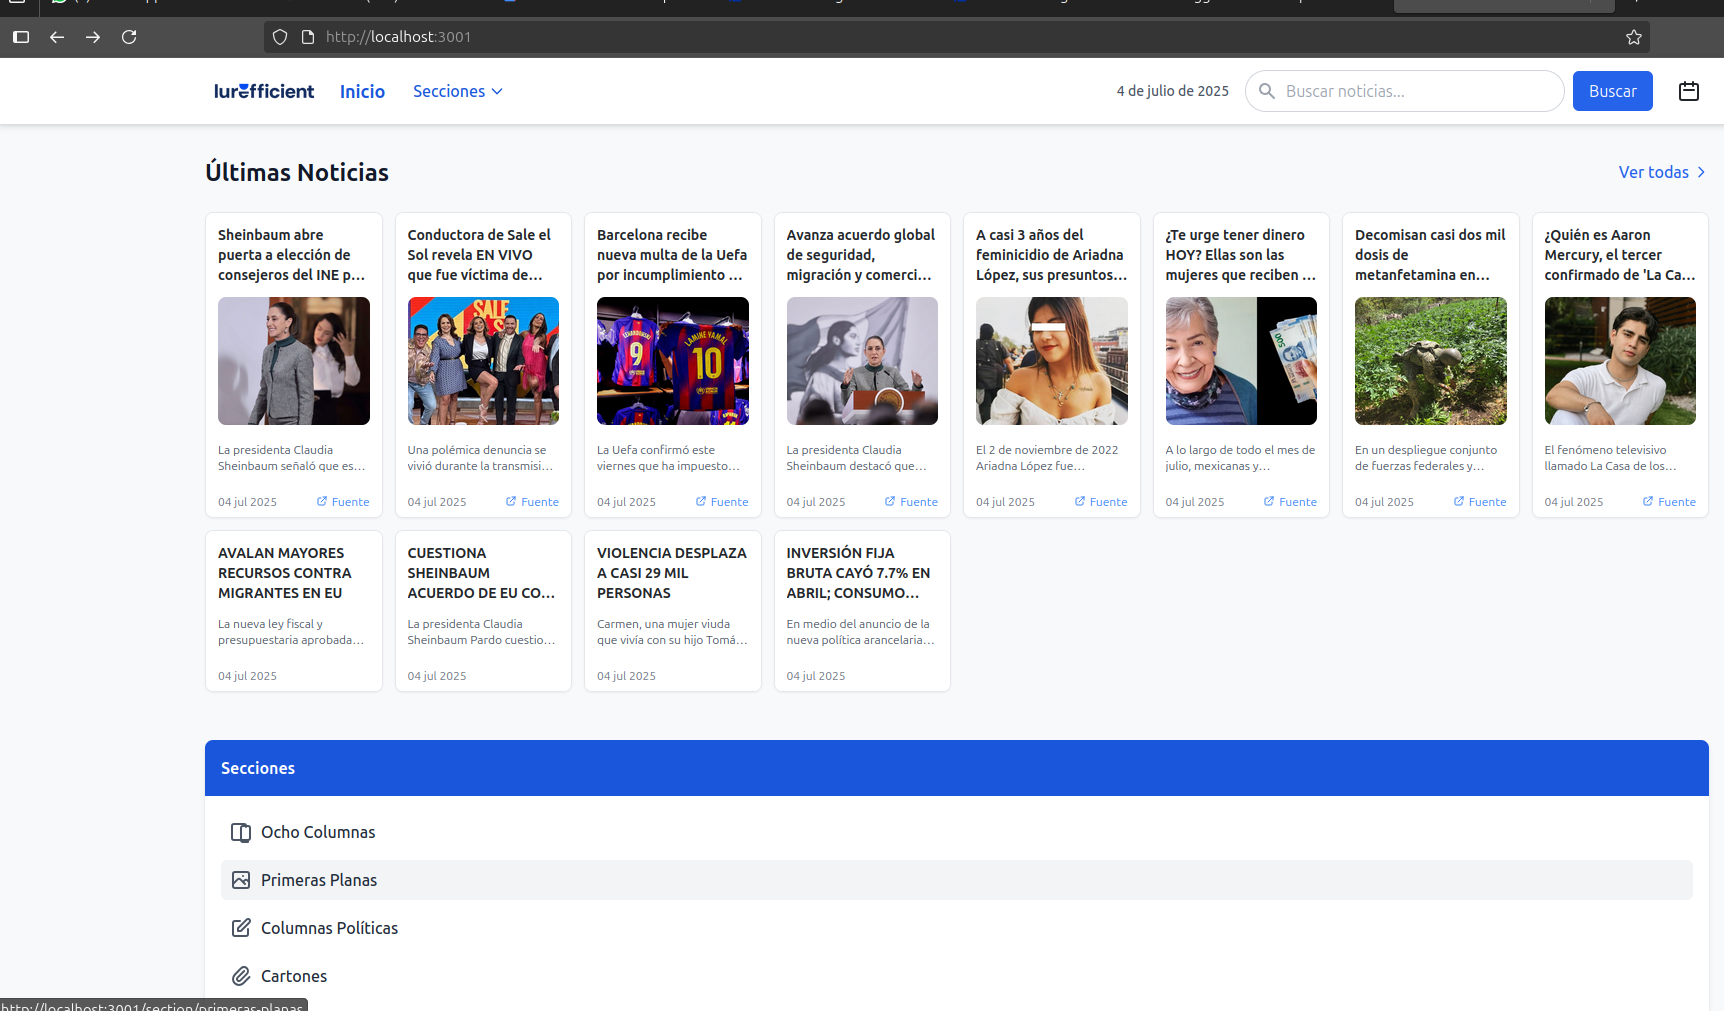 http://localhost:3001
lurefficient
Inicio
Secciones
4 de julio de 2025
Buscar noticias...
Buscar
Últimas Noticias
Ver todas
Sheinbaum abre
puerta a elección de
consejeros del INE p...
La presidenta Claudia
Sheinbaum señaló que es...
04 jul 2025
Fuente
Conductora de Sale el
Sol revela EN VIVO
que fue víctima de...
SALE
Una polémica denuncia se
vivió durante la transmisi...
04 jul 2025
Fuente
Barcelona recibe
nueva multa de la Uefa
por incumplimiento ...
LEWANDOWSKI
9
LAMINE YAMAL
10
La Uefa confirmó este
viernes que ha impuesto...
04 jul 2025
Fuente
Avanza acuerdo global
de seguridad,
migración y comerci...
La presidenta Claudia
Sheinbaum destacó que...
04 jul 2025
Fuente
A casi 3 años del
feminicidio de Ariadna
López, sus presuntos...
El 2 de noviembre de 2022
Ariadna López fue...
04 jul 2025
Fuente
¿Te urge tener dinero
HOY? Ellas son las
mujeres que reciben ...
500
A lo largo de todo el mes de
julio, mexicanas y...
04 jul 2025
Fuente
Decomisan casi dos mil
dosis de
metanfetamina en...
En un despliegue conjunto
de fuerzas federales y...
04 jul 2025
Fuente
¿Quién es Aaron
Mercury, el tercer
confirmado de 'La Ca...
El fenómeno televisivo
llamado La Casa de los...
04 jul 2025
Fuente
AVALAN MAYORES
RECURSOS CONTRA
MIGRANTES EN EU
La nueva ley fiscal y
presupuestaria aprobada...
04 jul 2025
CUESTIONA
SHEINBAUM
ACUERDO DE EU CO...
La presidenta Claudia
Sheinbaum Pardo cuestio...
04 jul 2025
VIOLENCIA DESPLAZA
A CASI 29 MIL
PERSONAS
Carmen, una mujer viuda
que vivía con su hijo Tomá...
04 jul 2025
INVERSIÓN FIJA
BRUTA CAYÓ 7.7% EN
ABRIL; CONSUMO...
En medio del anuncio de la
nueva política arancelaria...
04 jul 2025
Secciones
Ocho Columnas
Primeras Planas
Columnas Políticas
Cartones
http://localhost:3001/section/primeras-planas